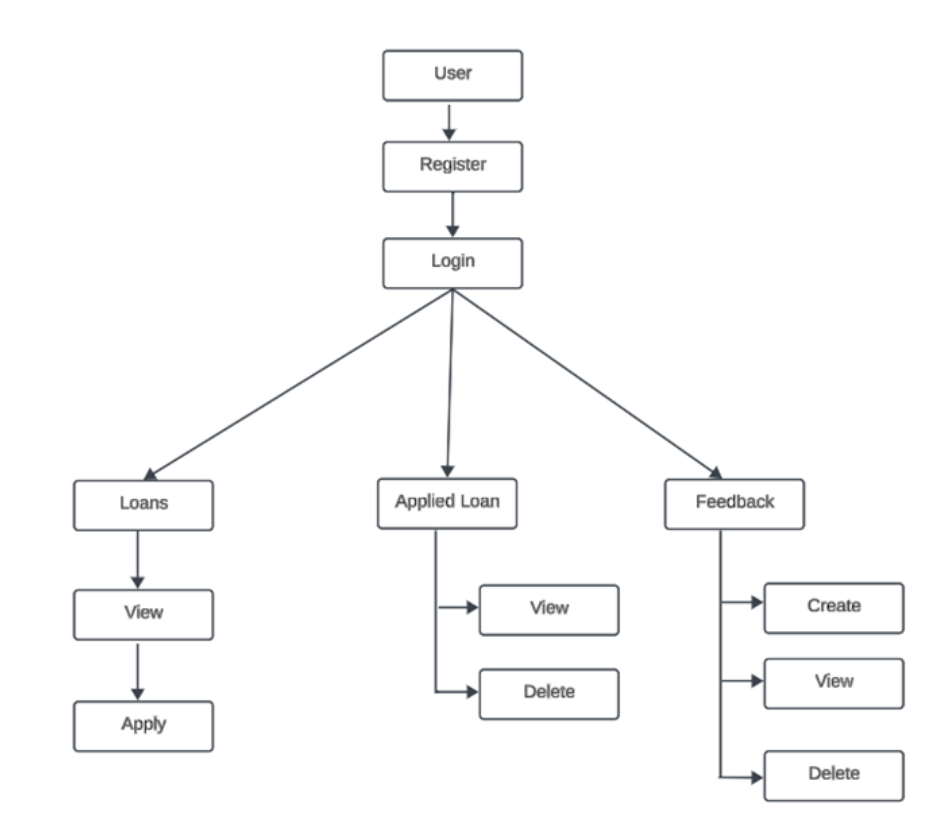 User
Register
Login
Loans
Applied Loan
Feedback
View
View
Create
Apply
Delete
View
Delete